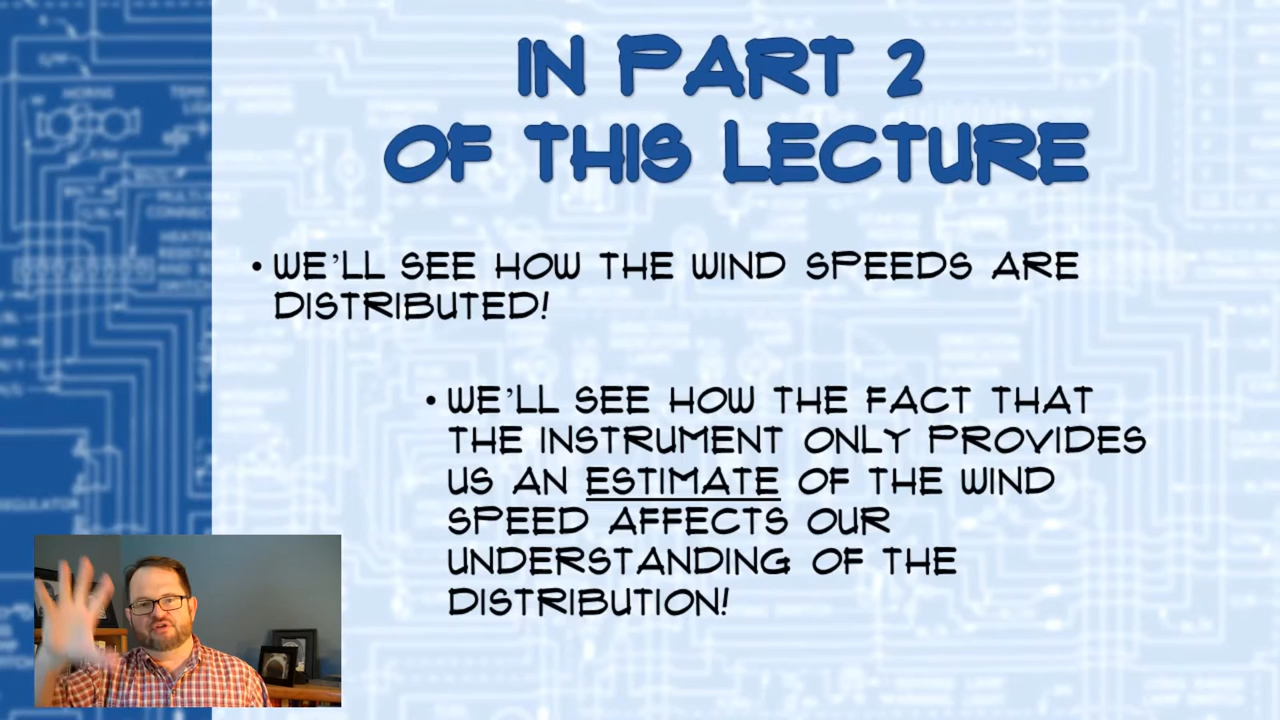 IN PART 2
OF THIS LECTURE
• WE'LL SEE HOW THE WIND SPEEDS ARE
DISTRIBUTED!
• WE'LL SEE HOW THE FACT THAT
THE INSTRUMENT ONLY PROVIDES
US AN ESTIMATE OF THE WIND
SPEED AFFECTS OUR
UNDERSTANDING OF THE
DISTRIBUTION!
HORNS